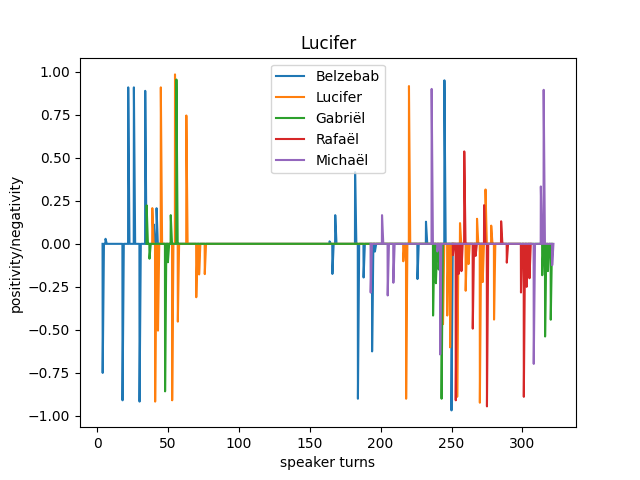 Lucifer
positivity/negativity
1.00
0.75
0.50
0.25
0.00
−0.25
−0.50
−0.75
−1.00
Belzebab
Lucifer
Gabriël
Rafaël
Michaël
0 50 100 150 200 250 300
speaker turns